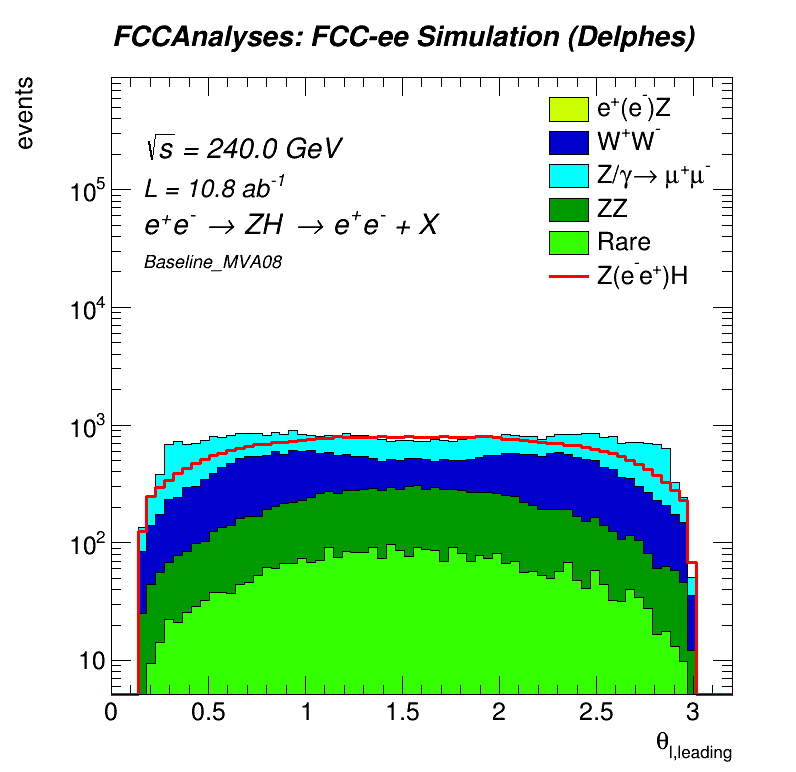 FCCAnalyses: FCC-ee Simulation (Delphes)
events
√s = 240.0 GeV
L = 10.8 ab⁻¹
e⁺e⁻ → ZH → e⁺e⁻ + X
Baseline_MVA08
e⁺(e⁻)Z
W⁺W⁻
Z/γ→ μ⁺μ⁻
ZZ
Rare
Z(e⁻e⁺)H
10⁵
10⁴
10³
10²
10
0 0.5 1 1.5 2 2.5 3
θl,leading